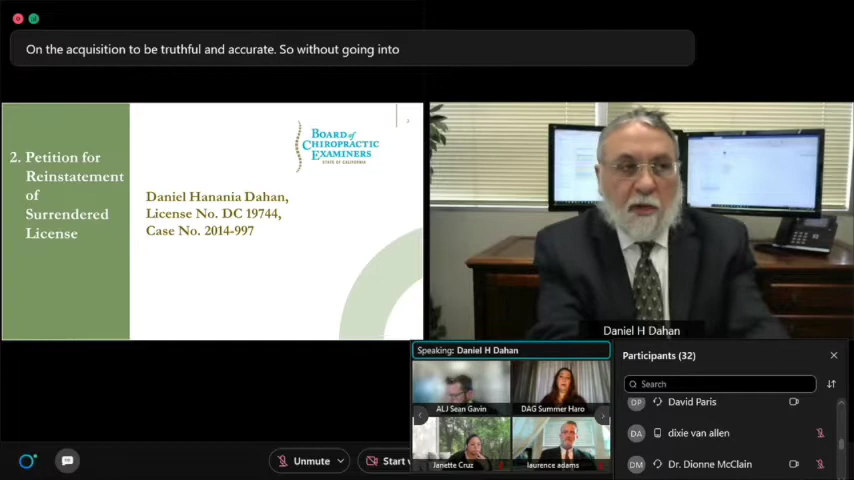 On the acquisition to be truthful and accurate. So without going into
2. Petition for
Reinstatement
of
Surrendered
License
2
BOARD of
CHIROPRACTIC
EXAMINERS
STATE OF CALIFORNIA
Daniel Hanania Dahan,
License No. DC 19744,
Case No. 2014-997
Daniel H Dahan
Speaking: Daniel H Dahan
ALJ Sean Gavin
DAG Summer Haro
Janette Cruz
laurence adams
Participants (32)
Search
DP
David Paris
DA
dixie van allen
DM
Dr. Dionne McClain
Unmute
Start v